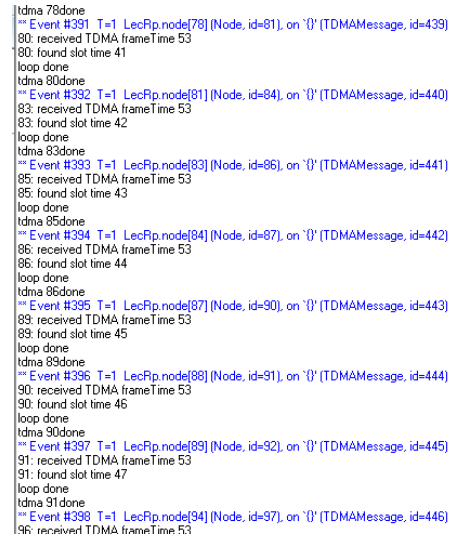 tdma 78done
** Event #391  T=1  LecRp.node[78] (Node, id=81), on `{}' (TDMAMessage, id=439)
80: received TDMA frameTime 53
80: found slot time 41
loop done
tdma 80done
** Event #392  T=1  LecRp.node[81] (Node, id=84), on `{}' (TDMAMessage, id=440)
83: received TDMA frameTime 53
83: found slot time 42
loop done
tdma 83done
** Event #393  T=1  LecRp.node[83] (Node, id=86), on `{}' (TDMAMessage, id=441)
85: received TDMA frameTime 53
85: found slot time 43
loop done
tdma 85done
** Event #394  T=1  LecRp.node[84] (Node, id=87), on `{}' (TDMAMessage, id=442)
86: received TDMA frameTime 53
86: found slot time 44
loop done
tdma 86done
** Event #395  T=1  LecRp.node[87] (Node, id=90), on `{}' (TDMAMessage, id=443)
89: received TDMA frameTime 53
89: found slot time 45
loop done
tdma 89done
** Event #396  T=1  LecRp.node[88] (Node, id=91), on `{}' (TDMAMessage, id=444)
90: received TDMA frameTime 53
90: found slot time 46
loop done
tdma 90done
** Event #397  T=1  LecRp.node[89] (Node, id=92), on `{}' (TDMAMessage, id=445)
91: received TDMA frameTime 53
91: found slot time 47
loop done
tdma 91done
** Event #398  T=1  LecRp.node[94] (Node, id=97), on `{}' (TDMAMessage, id=446)
96: received TDMA frameTime 53